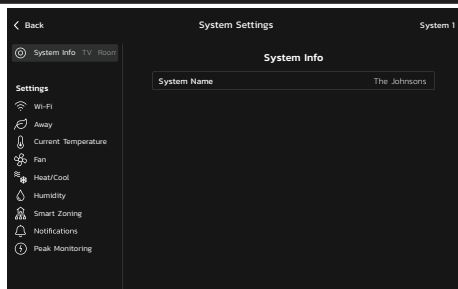 Back
System Settings
System 1
System Info TV Room
System Info
System Name
The Johnsons
Settings
Wi-Fi
Away
Current Temperature
Fan
Heat/Cool
Humidity
Smart Zoning
Notifications
Peak Monitoring